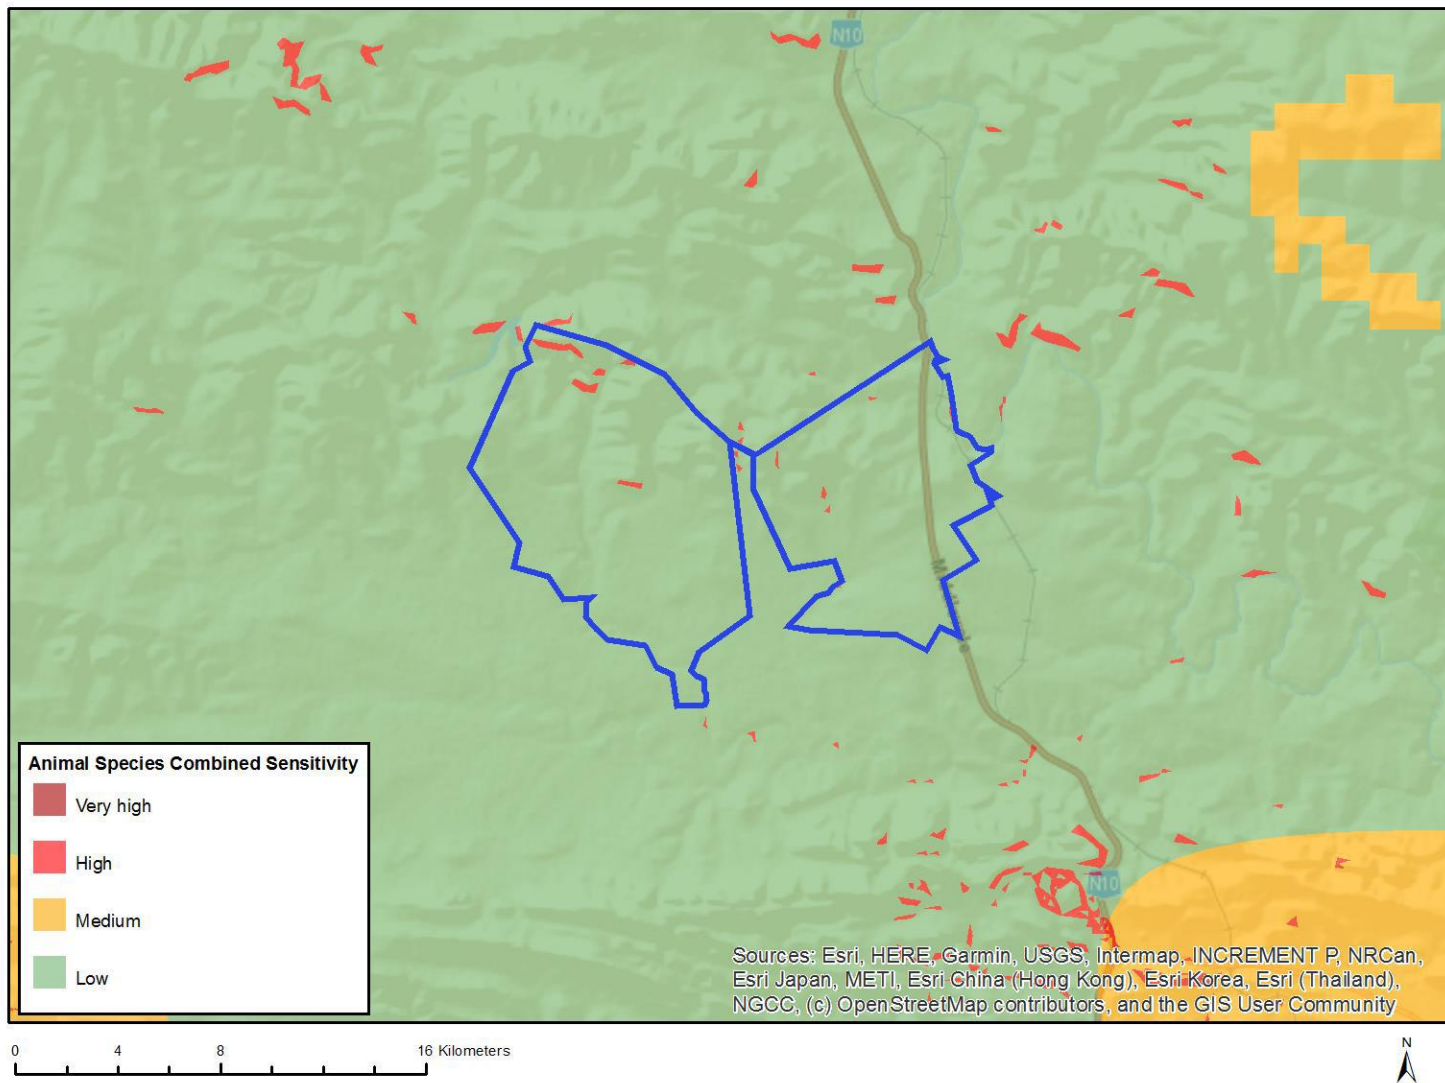 N10
Animal Species Combined Sensitivity
Very high
High
Medium
Low
N10
Sources: Esri, HERE, Garmin, USGS, Intermap, INCREMENT P, NRCan,
Esri Japan, METI, Esri China (Hong Kong), Esri Korea, Esri (Thailand),
NGCC, (c) OpenStreetMap contributors, and the GIS User Community
0 4 8 16 Kilometers
N